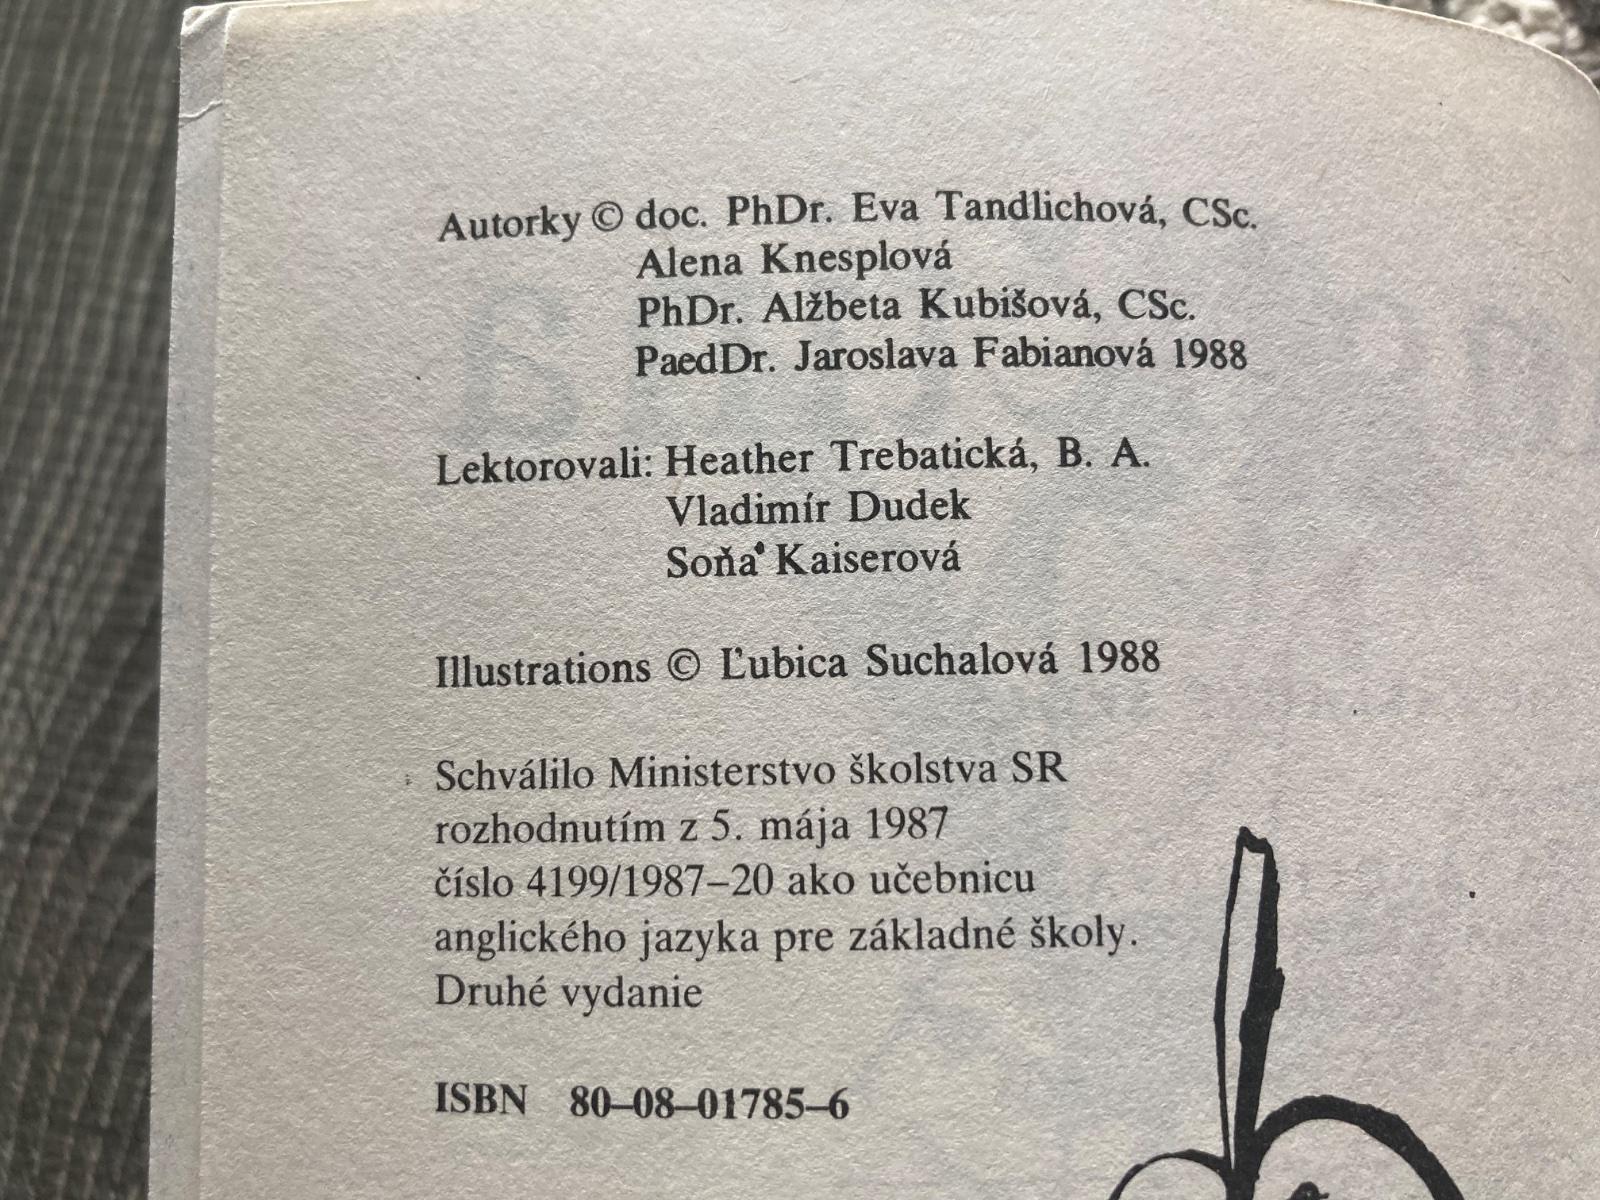 Autorky © doc. PhDr. Eva Tandlichová, CSc.
Alena Knesplová
PhDr. Alžbeta Kubišová, CSc.
PaedDr. Jaroslava Fabianová 1988
Lektorovali: Heather Trebatická, B. A.
Vladimír Dudek
Soňa Kaiserová
Illustrations © Ľubica Suchalová 1988
Schválilo Ministerstvo školstva SR
rozhodnutím z 5. mája 1987
číslo 4199/1987–20 ako učebnicu
anglického jazyka pre základné školy.
Druhé vydanie
ISBN 80–08–01785–6